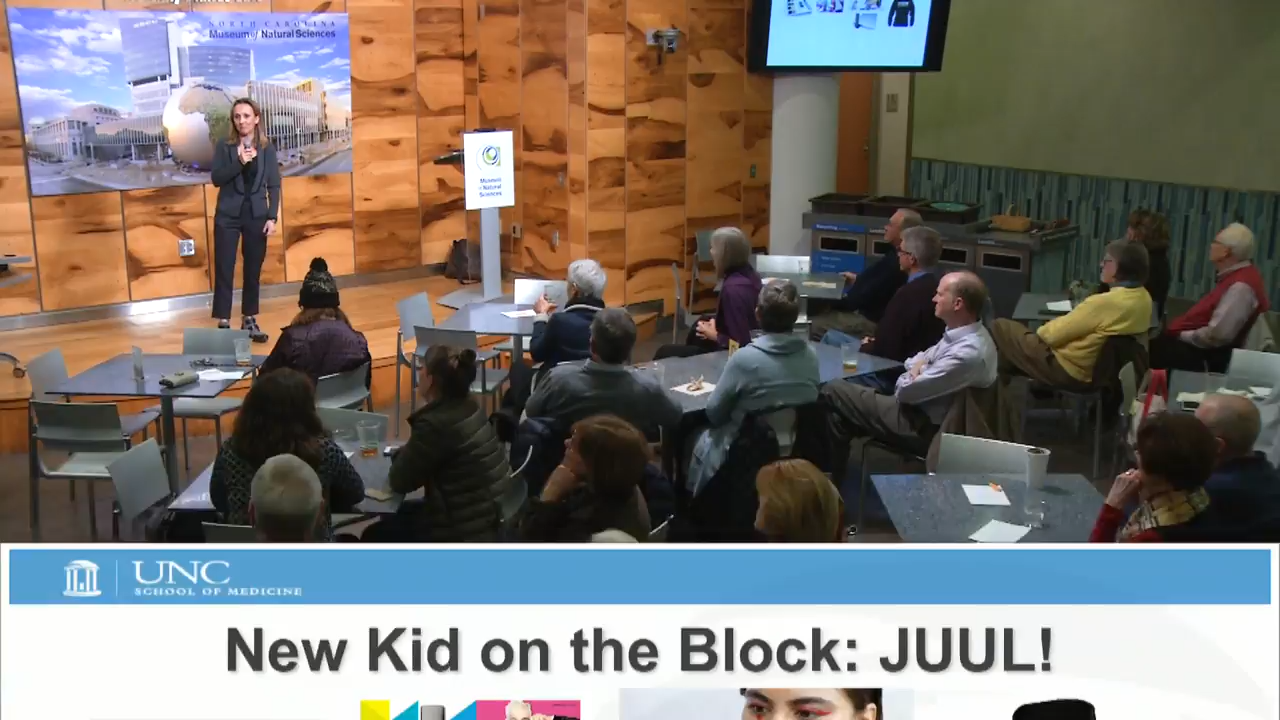 NORTH CAROLINA
Museum of Natural Sciences
Museum
of Natural
Sciences
UNC
SCHOOL OF MEDICINE
New Kid on the Block: JUUL!